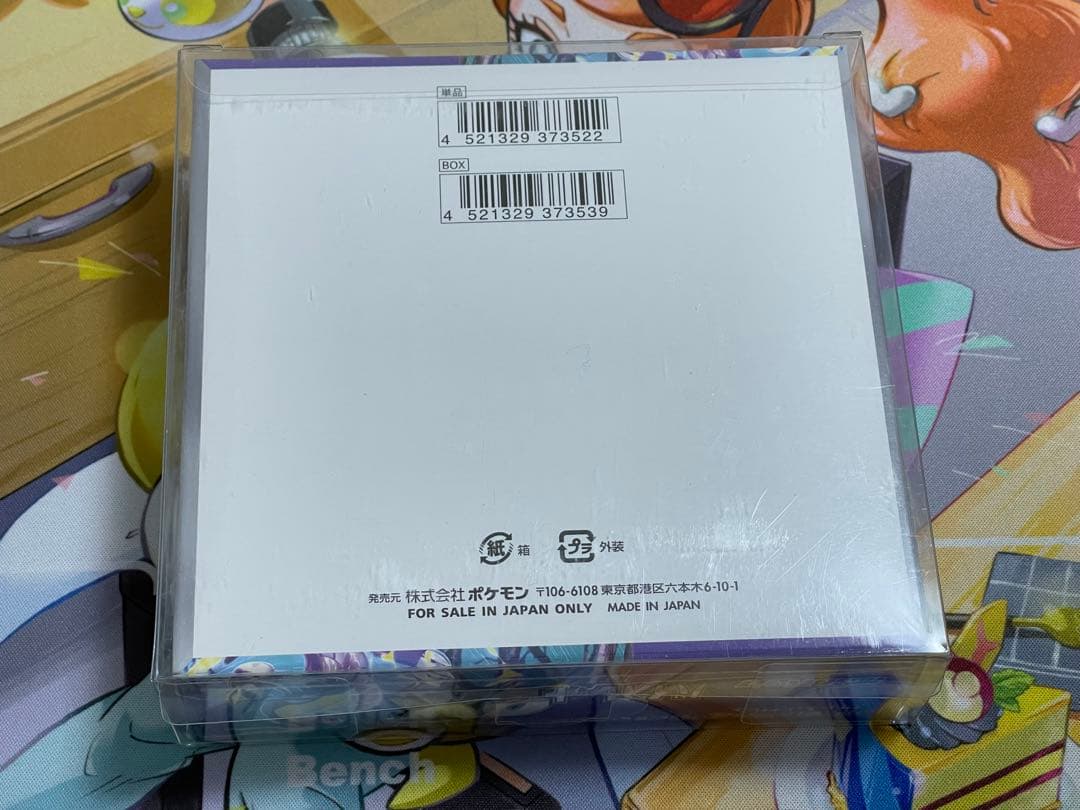 単品
4 521329 373522
BOX
4 521329 373539
紙 箱 プラ 外装
発売元 株式会社ポケモン 〒106-6108 東京都港区六本木6-10-1
FOR SALE IN JAPAN ONLY MADE IN JAPAN
Bench